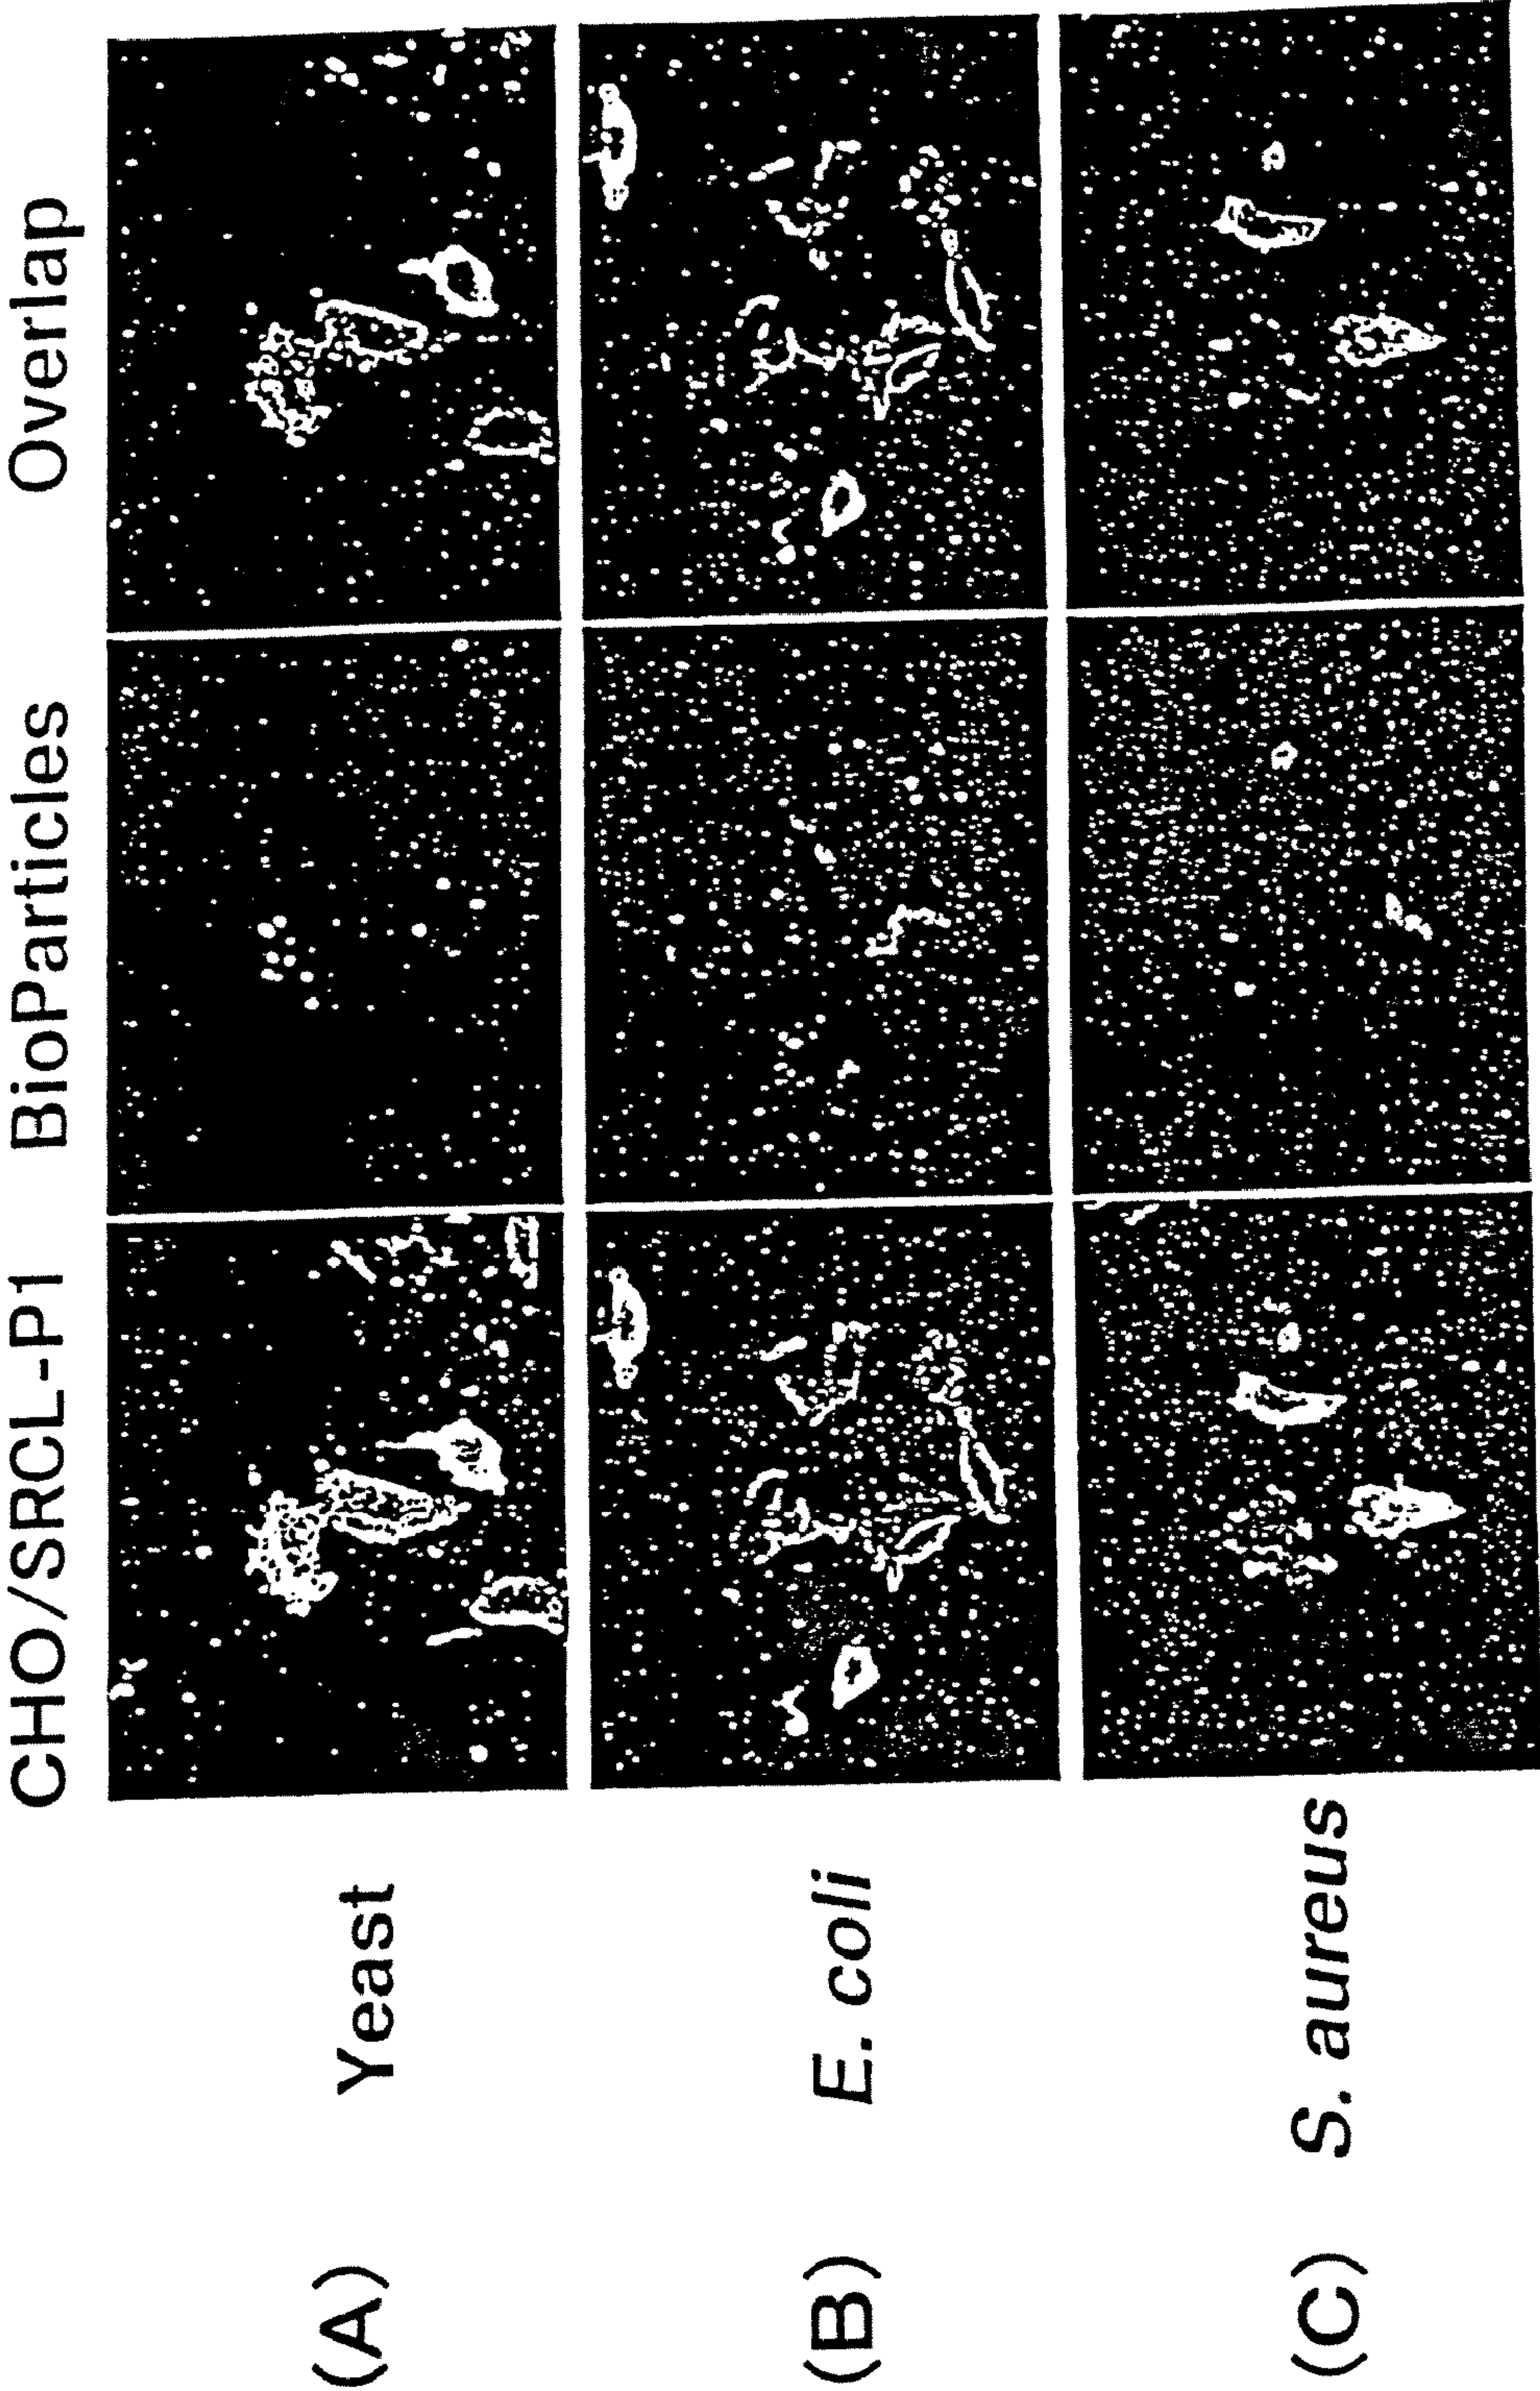 CHO/SRCL-P1 BioParticles Overlap
(A) Yeast
(B) E. coli
(C) S. aureus